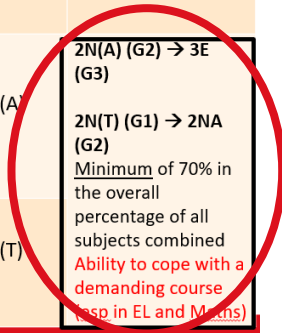 2N(A) (G2) → 3E
(G3)
(A)
2N(T) (G1) → 2NA
(G2)
Minimum of 70% in
the overall
percentage of all
(T)
subjects combined
Ability to cope with a
demanding course
(esp in EL and Maths)